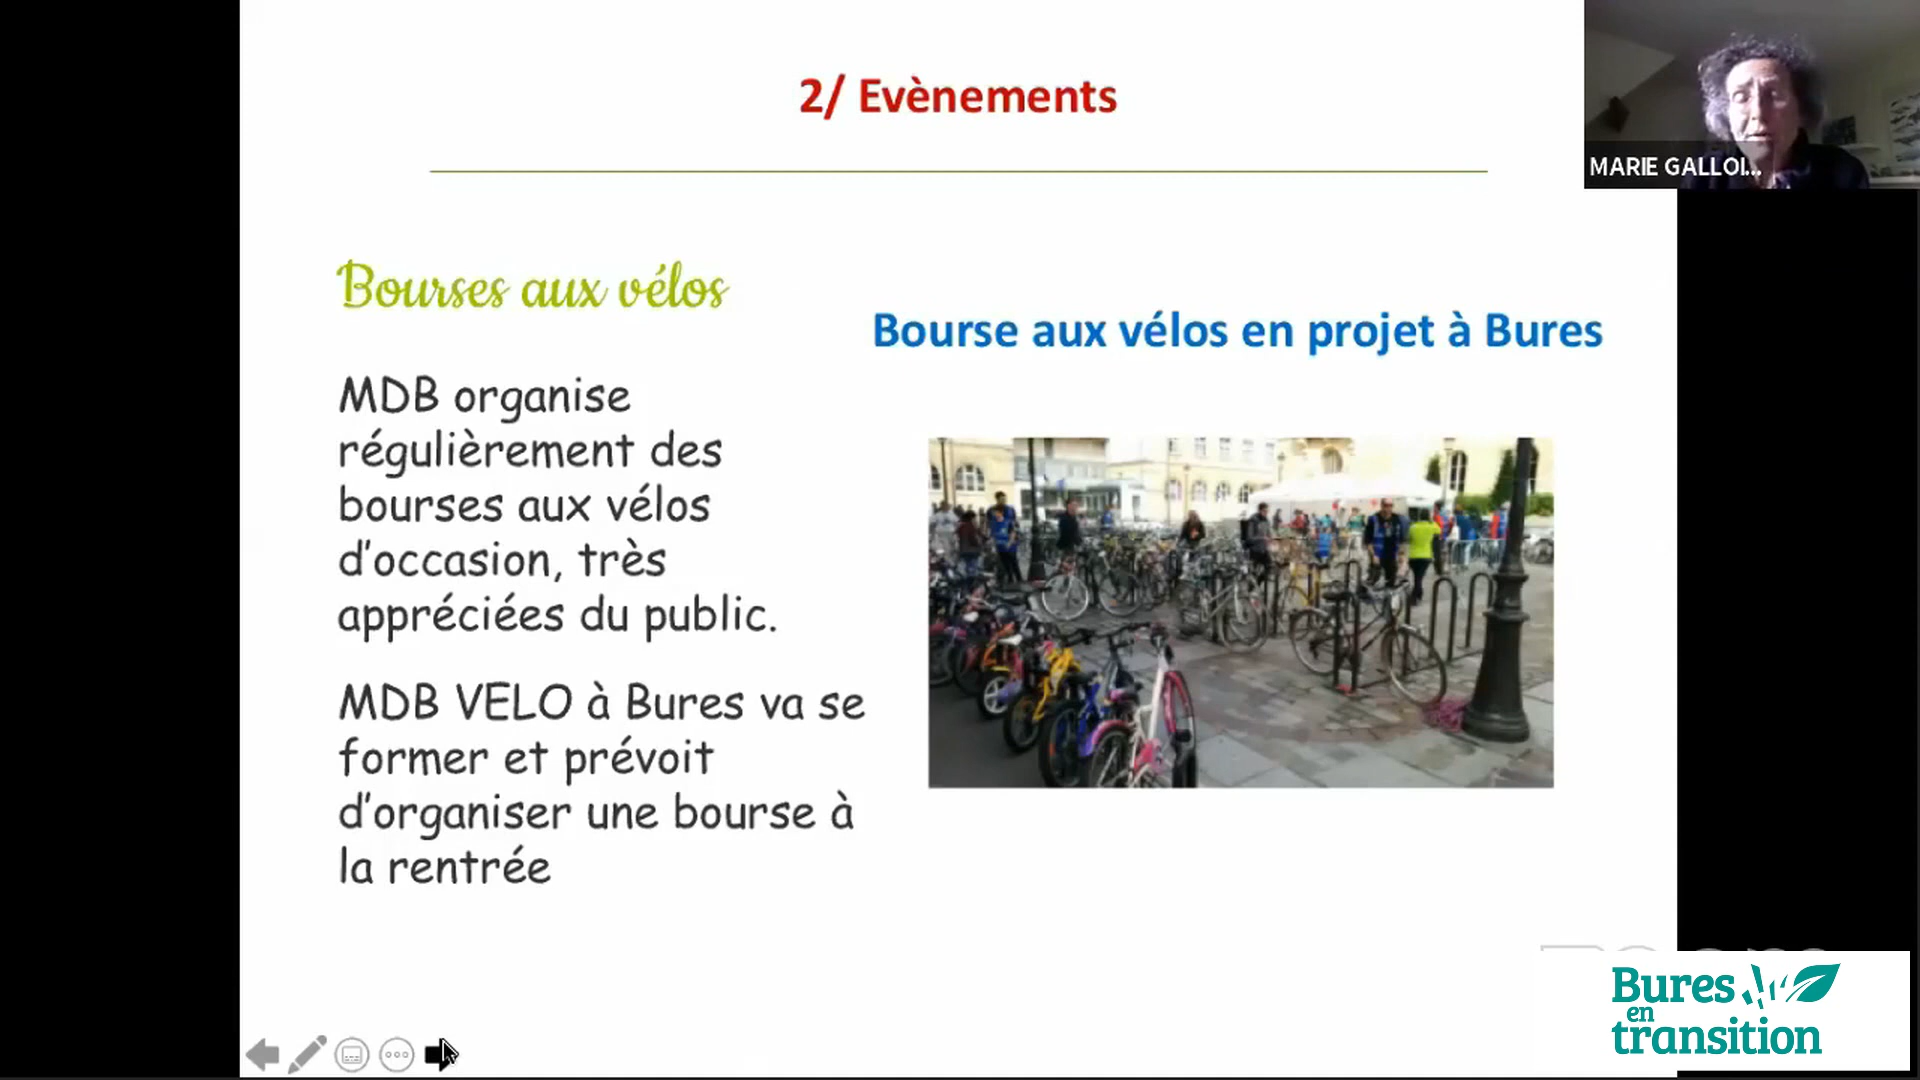 2/ Evènements
MARIE GALLOI...
Bourses aux vélos
Bourse aux vélos en projet à Bures
MDB organise
régulièrement des
bourses aux vélos
d'occasion, très
appréciées du public.
MDB VELO à Bures va se
former et prévoit
d'organiser une bourse à
la rentrée
Bures
en
transition